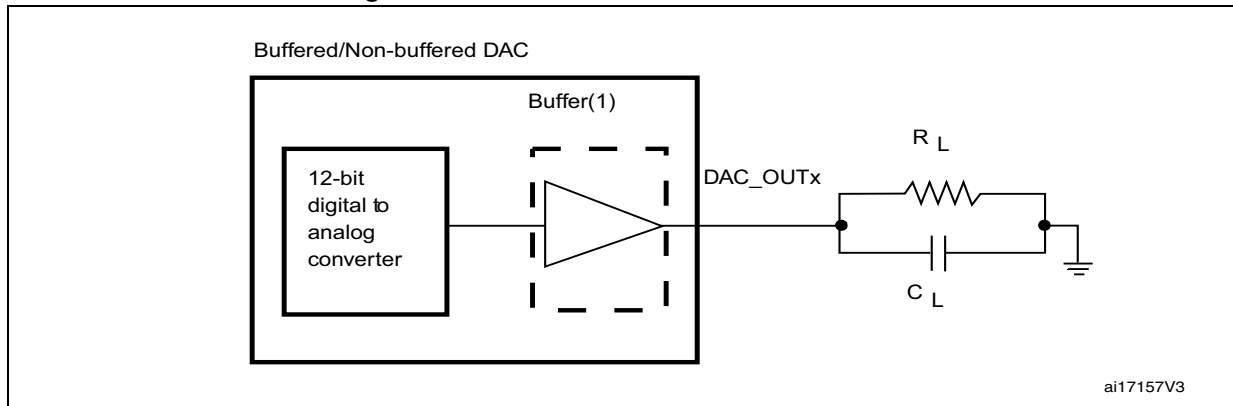 Buffered/Non-buffered DAC
Buffer(1)
12-bit
digital to
analog
converter
DAC_OUTx
R L
C L
ai17157V3